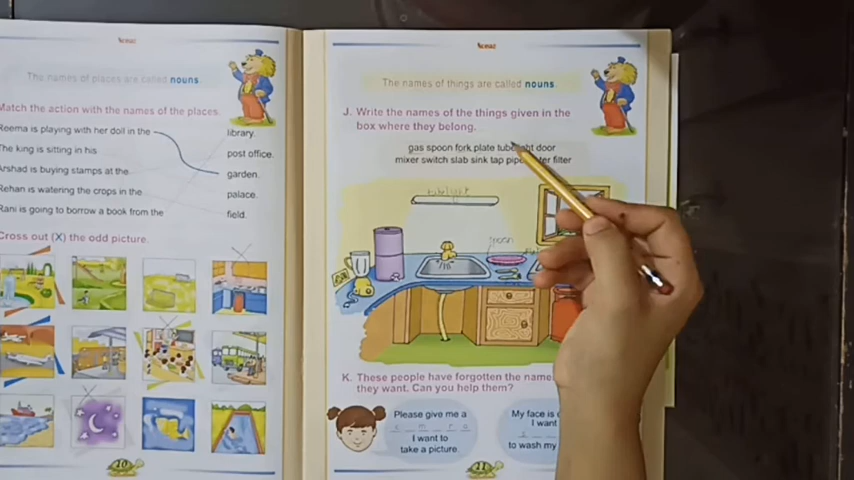 The names of places are called nouns.
Match the action with the names of the places.
Reema is playing with her doll in the
library.
The king is sitting in his
post office.
Arshad is buying stamps at the
garden.
Rehan is watering the crops in the
palace.
Rani is going to borrow a book from the
field.
Cross out (X) the odd picture.
10
The names of things are called nouns.
J. Write the names of the things given in the
box where they belong.
gas spoon fork plate door
mixer switch slab sink tap filter
tubelight
spoon
K. These people have forgotten the
they want. Can you help them?
Please give me a
c m r a
I want to
take a picture.
My face is
I want
to wash my
11